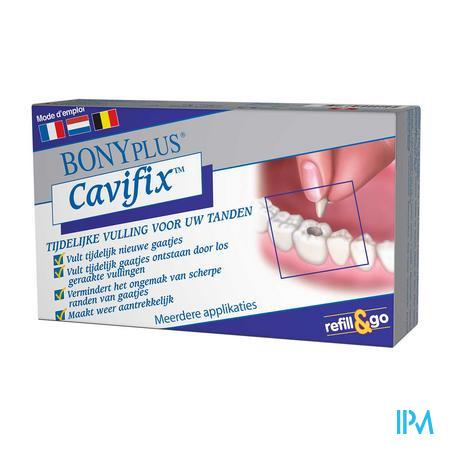 Mode d'emploi
BONYPLUS®
Cavifix™
TIJDELIJKE VULLING VOOR UW TANDEN
Vult tijdelijk nieuwe gaatjes
Vult tijdelijk gaatjes ontstaan door los
geraakte vullingen
Vermindert het ongemak van scherpe
randen van gaatjes
Maakt weer aantrekkelijk
Meerdere applikaties
refill&go
IPM